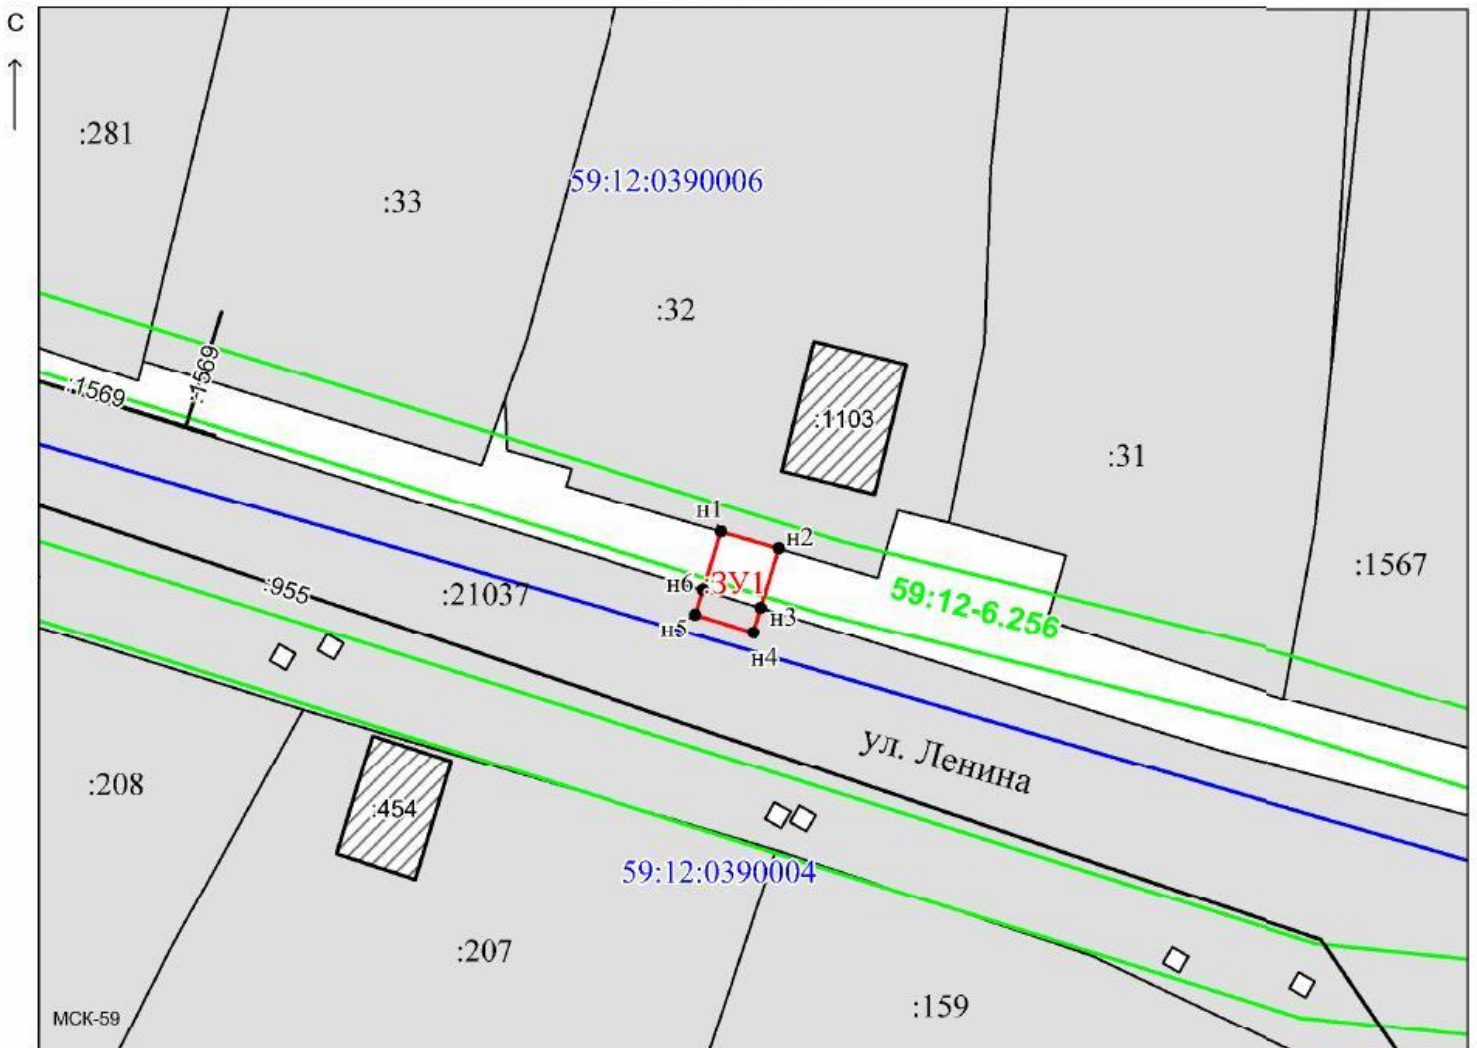 С
:281
59:12:0390006
:33
:32
:1569
:1569
:1103
:31
н1
н2
:1567
н6
:ЗУ1
:955
:21037
59:12-6.256
н3
н5
н4
ул. Ленина
:208
:454
59:12:0390004
:207
:159
МСК-59